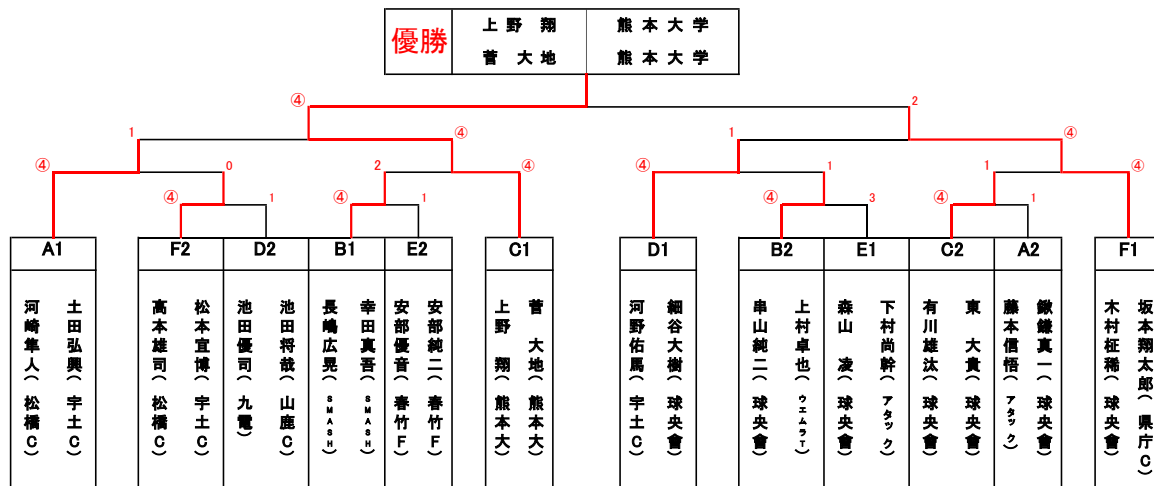 優勝
上野 翔 熊本大学
菅 大地 熊本大学
④ 2
1 ④ 1 ④
④ 0 2 ④ ④ 1 1 ④
④ 1 ④ 1 ④ 3 ④ 1
A1 F2 D2 B1 E2 C1 D1 B2 E1 C2 A2 F1
河崎隼人(松橋C)
土田弘興(宇土C)
高本雄司(松橋C)
松本宜博(宇土C)
池田優司(九電)
池田将哉(山鹿C)
長嶋広晃(SMASH)
幸田真吾(SMASH)
安部優音(春竹F)
安部純二(春竹F)
上野 翔(熊本大)
菅 大地(熊本大)
河野佑馬(宇土C)
細谷大樹(球央會)
串山純二(球央會)
上村卓也(ウエムラT)
森山 凌(球央會)
下村尚幹(アタック)
有川雄汰(球央會)
東 大貴(球央會)
藤本信悟(アタック)
鍬鎌真一(球央會)
木村柾稀(球央會)
坂本翔太郎(県庁C)